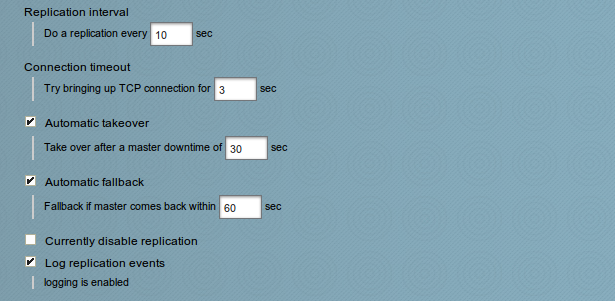 Replication interval
Do a replication every 10 sec
Connection timeout
Try bringing up TCP connection for 3 sec
Automatic takeover
Take over after a master downtime of 30 sec
Automatic fallback
Fallback if master comes back within 60 sec
Currently disable replication
Log replication events
logging is enabled